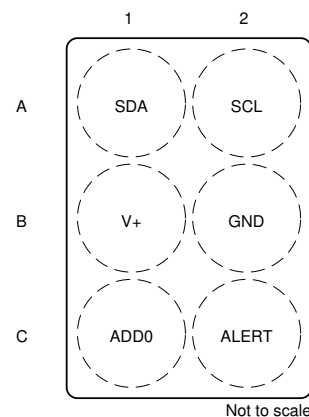 1 2
A SDA SCL
B V+ GND
C ADD0 ALERT
Not to scale